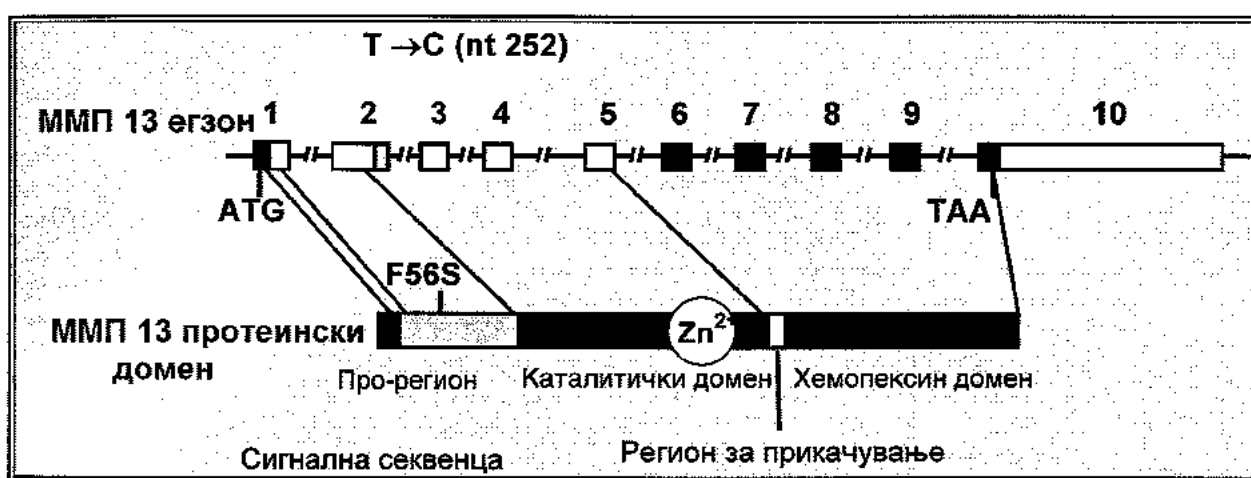 T →C (nt 252)
ММП 13 егзон 1 2 3 4 5 6 7 8 9 10
ATG TAA
F56S
ММП 13 протеински домен
Zn²⁺
Про-регион Каталитички домен Хемопексин домен
Сигнална секвенца Регион за прикачување